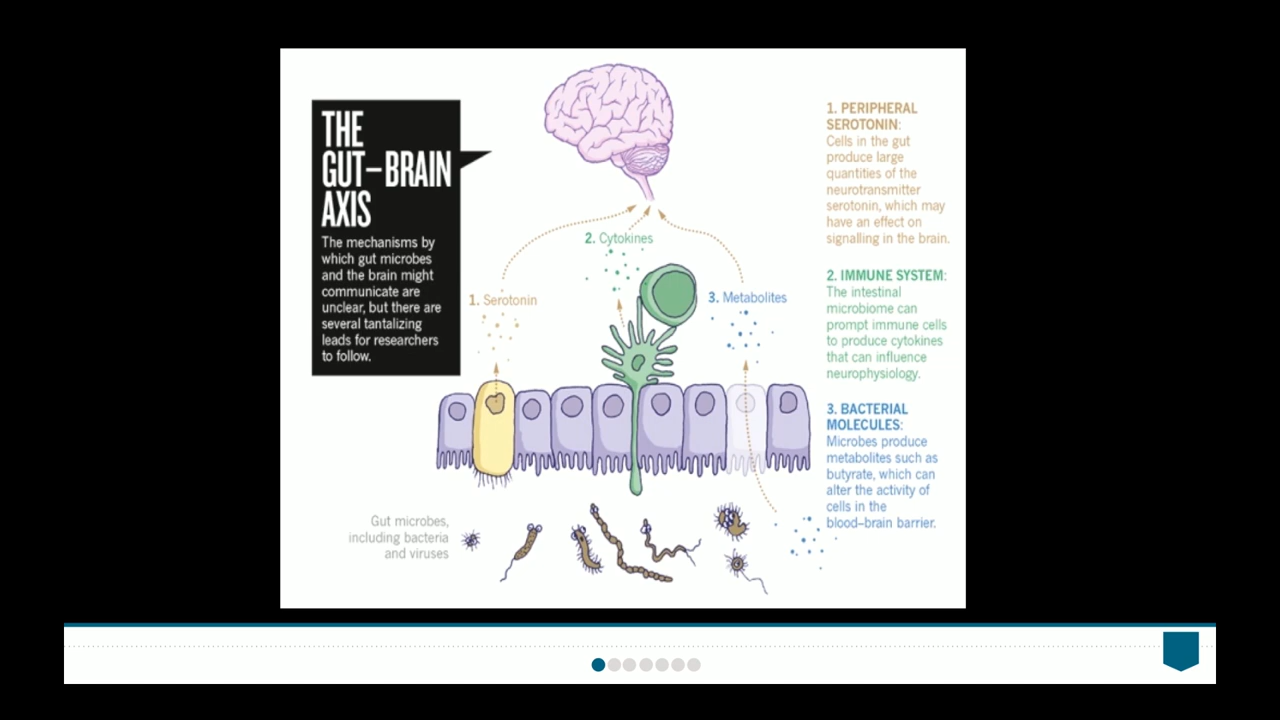 THE
GUT–BRAIN
AXIS
The mechanisms by
which gut microbes
and the brain might
communicate are
unclear, but there are
several tantalizing
leads for researchers
to follow.
2. Cytokines
1. Serotonin
3. Metabolites
Gut microbes,
including bacteria
and viruses
1. PERIPHERAL
SEROTONIN:
Cells in the gut
produce large
quantities of the
neurotransmitter
serotonin, which may
have an effect on
signalling in the brain.
2. IMMUNE SYSTEM:
The intestinal
microbiome can
prompt immune cells
to produce cytokines
that can influence
neurophysiology.
3. BACTERIAL
MOLECULES:
Microbes produce
metabolites such as
butyrate, which can
alter the activity of
cells in the
blood–brain barrier.